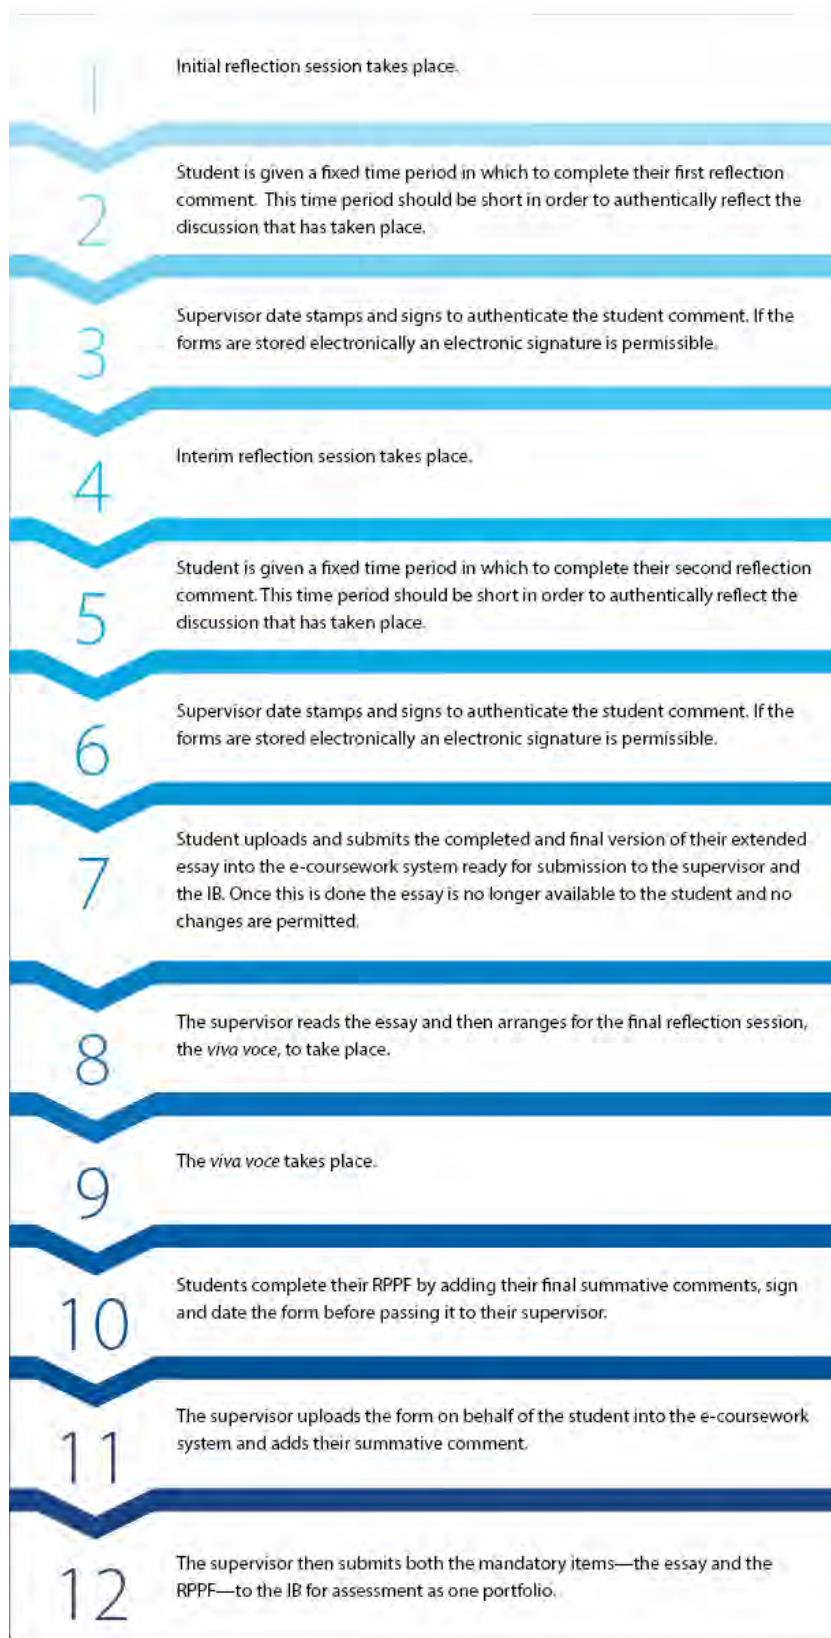 1
Initial reflection session takes place.
2
Student is given a fixed time period in which to complete their first reflection
comment. This time period should be short in order to authentically reflect the
discussion that has taken place.
3
Supervisor date stamps and signs to authenticate the student comment. If the
forms are stored electronically an electronic signature is permissible.
4
Interim reflection session takes place.
5
Student is given a fixed time period in which to complete their second reflection
comment. This time period should be short in order to authentically reflect the
discussion that has taken place.
6
Supervisor date stamps and signs to authenticate the student comment. If the
forms are stored electronically an electronic signature is permissible.
7
Student uploads and submits the completed and final version of their extended
essay into the e-coursework system ready for submission to the supervisor and
the IB. Once this is done the essay is no longer available to the student and no
changes are permitted.
8
The supervisor reads the essay and then arranges for the final reflection session,
the viva voce, to take place.
9
The viva voce takes place.
10
Students complete their RPPF by adding their final summative comments, sign
and date the form before passing it to their supervisor.
11
The supervisor uploads the form on behalf of the student into the e-coursework
system and adds their summative comment.
12
The supervisor then submits both the mandatory items—the essay and the
RPPF—to the IB for assessment as one portfolio.